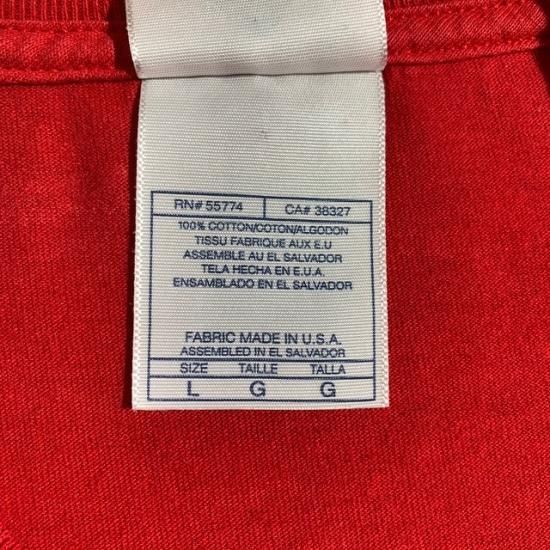 RN# 55774 CA# 38327
100% COTTON/COTON/ALGODON
TISSU FABRIQUE AUX E.U
ASSEMBLE AU EL SALVADOR
TELA HECHA EN E.U.A.
ENSAMBLADO EN EL SALVADOR
FABRIC MADE IN U.S.A.
ASSEMBLED IN EL SALVADOR
SIZE TAILLE TALLA
L G G